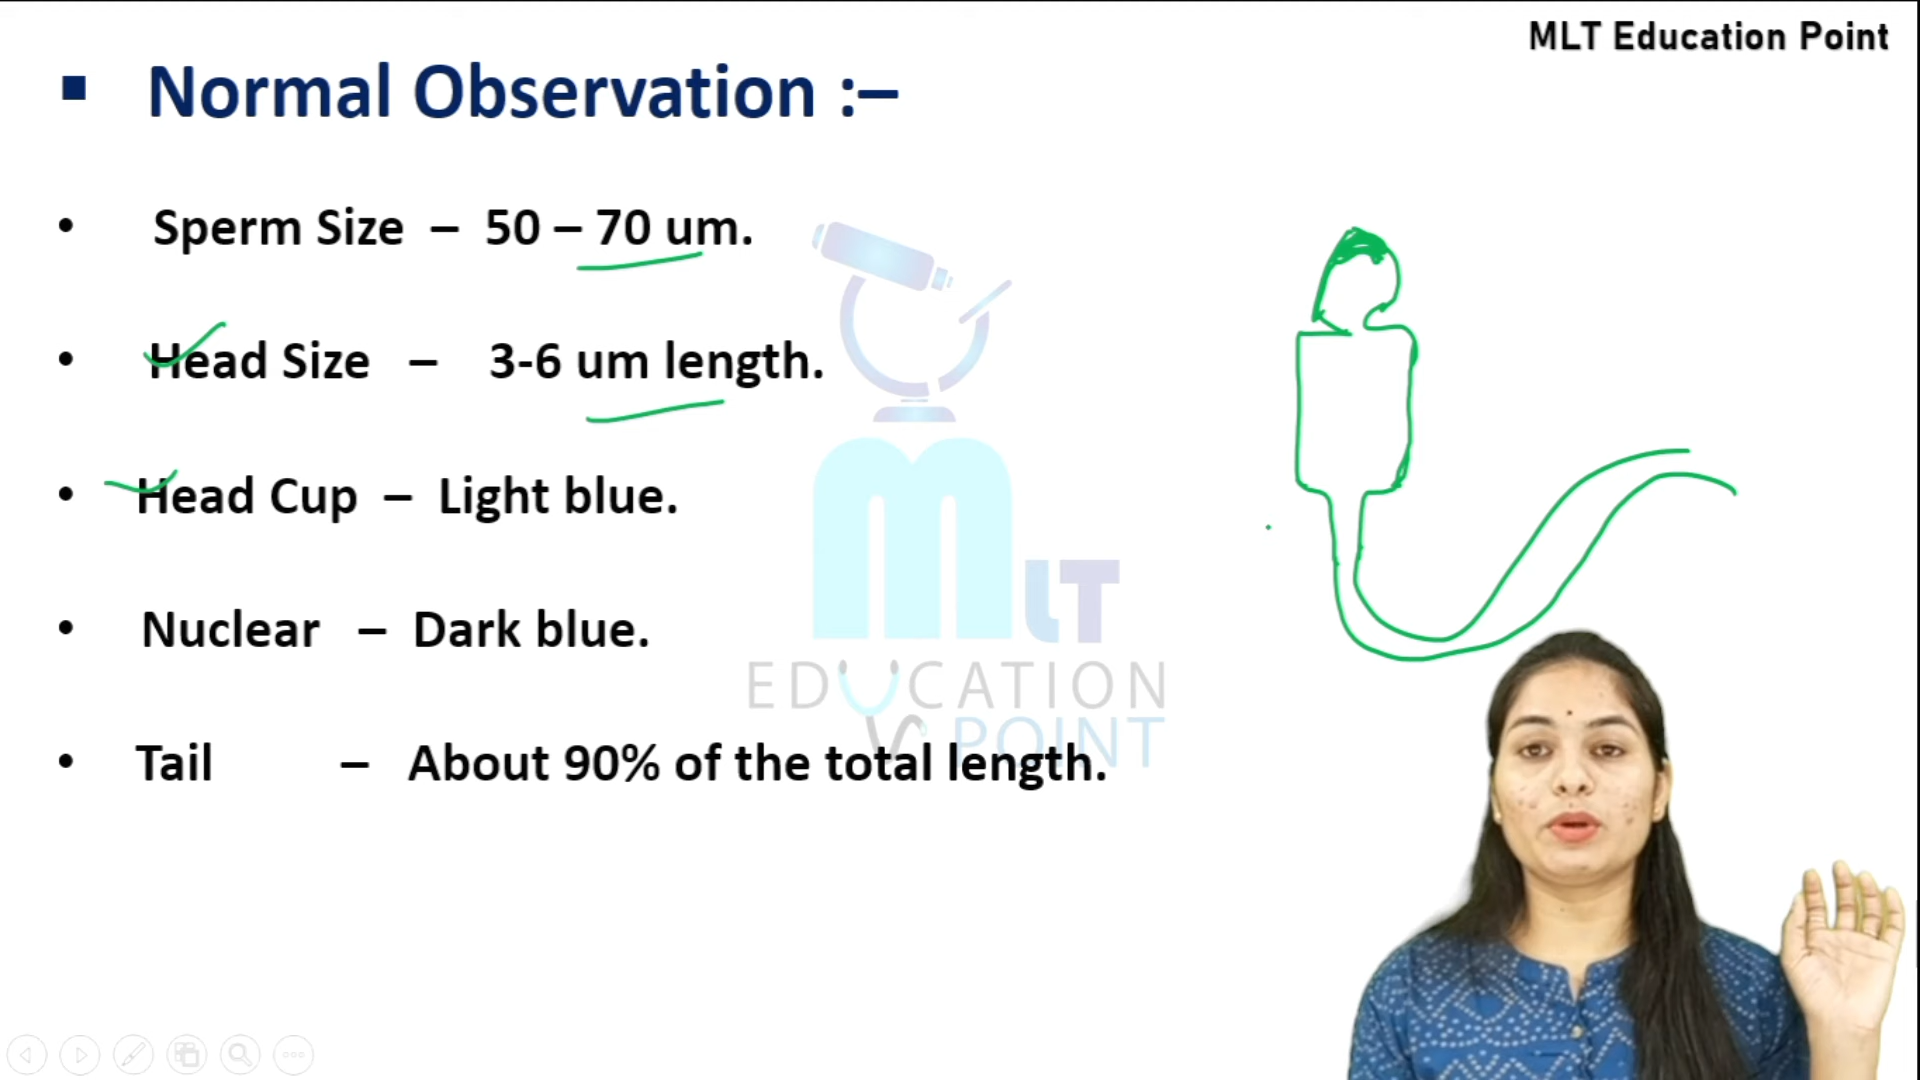 MLT Education Point
▪ Normal Observation :–
• Sperm Size – 50 – 70 um.
• Head Size – 3-6 um length.
• Head Cup – Light blue.
• Nuclear – Dark blue.
• Tail – About 90% of the total length.
MLT
EDUCATION
POINT